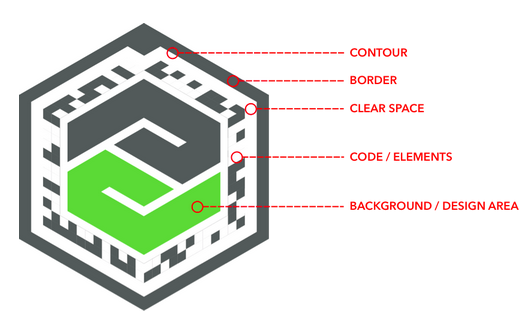 CONTOUR
BORDER
CLEAR SPACE
CODE / ELEMENTS
BACKGROUND / DESIGN AREA